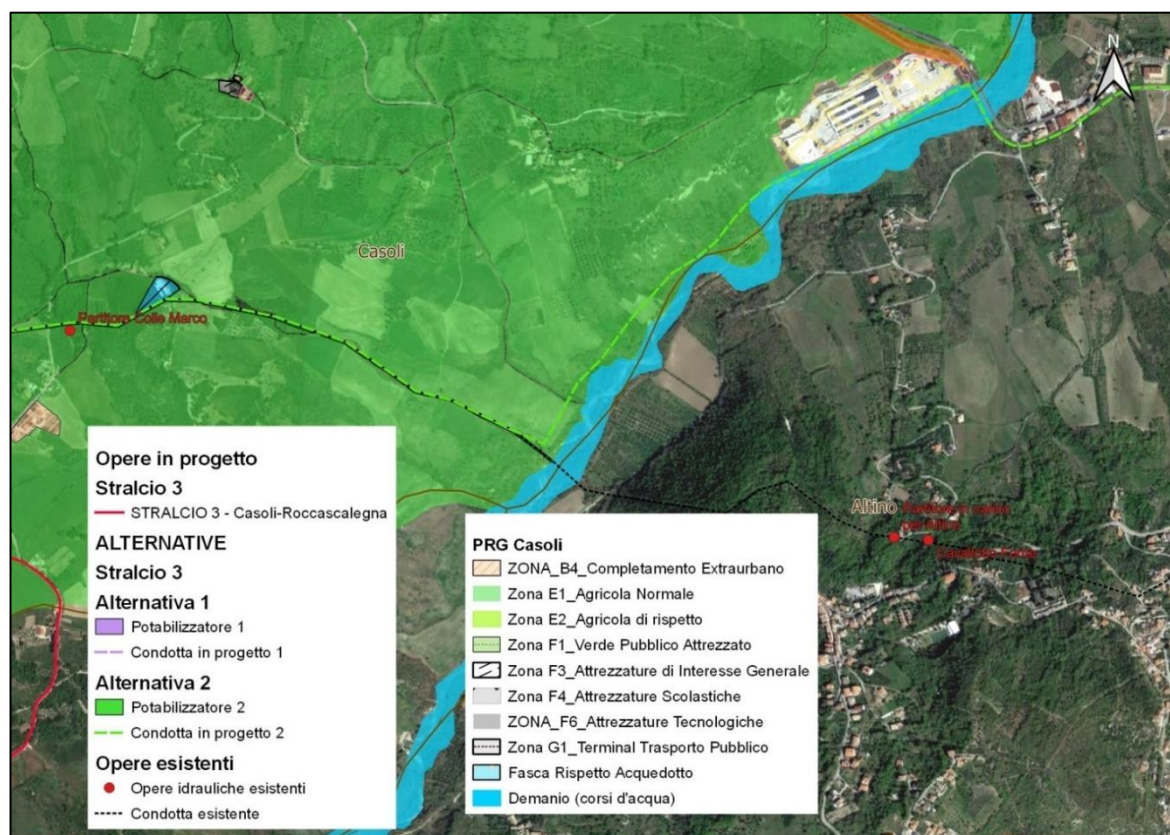 N
Casoli
Partitore Colle Marco
Altino
per Altino
Opere in progetto
Stralcio 3
STRALCIO 3 - Casoli-Roccascalegna
ALTERNATIVE
Stralcio 3
Alternativa 1
Potabilizzatore 1
Condotta in progetto 1
Alternativa 2
Potabilizzatore 2
Condotta in progetto 2
Opere esistenti
Opere idrauliche esistenti
Condotta esistente
PRG Casoli
ZONA_B4_Completamento Extraurbano
Zona E1_Agricola Normale
Zona E2_Agricola di rispetto
Zona F1_Verde Pubblico Attrezzato
Zona F3_Attrezzature di Interesse Generale
Zona F4_Attrezzature Scolastiche
ZONA_F6_Attrezzature Tecnologiche
Zona G1_Terminal Trasporto Pubblico
Fasca Rispetto Acquedotto
Demanio (corsi d'acqua)